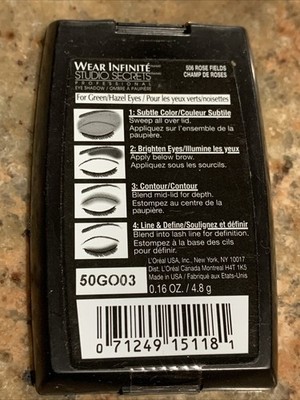 WEAR INFINITÉ
STUDIO SECRETS
PROFESSIONAL
EYE SHADOW / OMBRE À PAUPIÈRE
506 ROSE FIELDS
CHAMP DE ROSES
For Green/Hazel Eyes / Pour les yeux verts/noisettes
1: Subtle Color/Couleur Subtile
Sweep all over lid.
Appliquez sur l'ensemble de la
paupière.
2: Brighten Eyes/Illumine les yeux
Apply below brow.
Appliquez sous les sourcils.
3: Contour/Contour
Blend mid-lid for depth.
Estompez au centre de la
paupière.
4: Line & Define/Soulignez et définir
Blend into lash line for definition.
Estompez à la base des cils
pour définir.
L'Oréal USA, Inc., New York, NY 10017
Dist. L'Oréal Canada Montreal H4T 1K5
Made in USA / Fabriqué aux États-Unis
50GO03
0.16 OZ. / 4.8 g
0 71249 15118 1